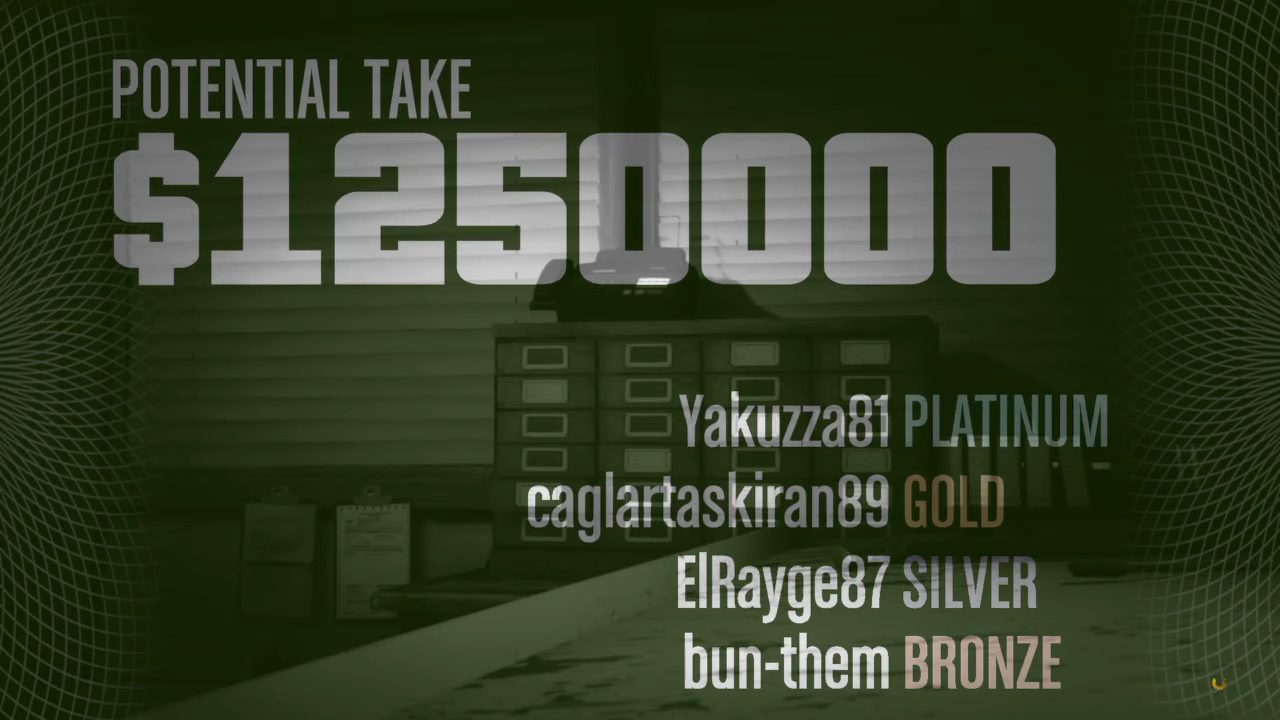 POTENTIAL TAKE
$1250000
Yakuzza81 PLATINUM
caglartaskiran89 GOLD
ElRayge87 SILVER
bun-them BRONZE